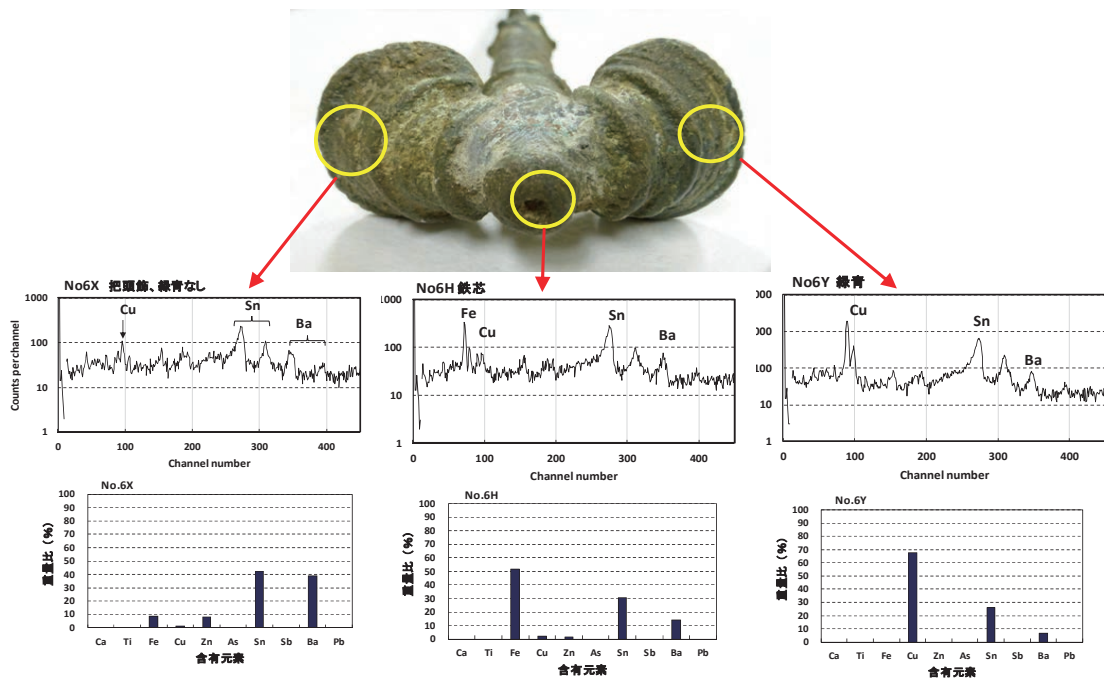 No6X 把頭飾、緑青なし
1000
100
10
1
Counts per channel
Cu
Sn
Ba
0 100 200 300 400
Channel number
No6H 鉄芯
1000
100
10
1
Fe
Cu
Sn
Ba
0 100 200 300 400
Channel number
No6Y 緑青
000
000
100
10
1
Cu
Sn
Ba
0 100 200 300 400
Channel number
No.6X
100
90
80
70
60
50
40
30
20
10
0
重量比(%)
Ca Ti Fe Cu Zn As Sn Sb Ba Pb
含有元素
No.6H
100
90
80
70
60
50
40
30
20
10
0
重量比(%)
Ca Ti Fe Cu Zn As Sn Sb Ba Pb
含有元素
No.6Y
100
90
80
70
60
50
40
30
20
10
0
重量比(%)
Ca Ti Fe Cu Zn As Sn Sb Ba Pb
含有元素